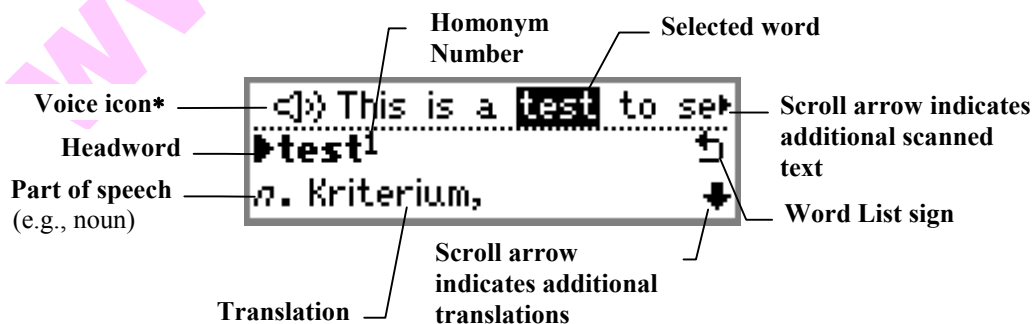 Homonym
Number
Selected word
Voice icon*
This is a test to se
Scroll arrow indicates
additional scanned
text
Headword
test1
Part of speech
(e.g., noun)
n. Kriterium,
Word List sign
Scroll arrow
indicates additional
translations
Translation